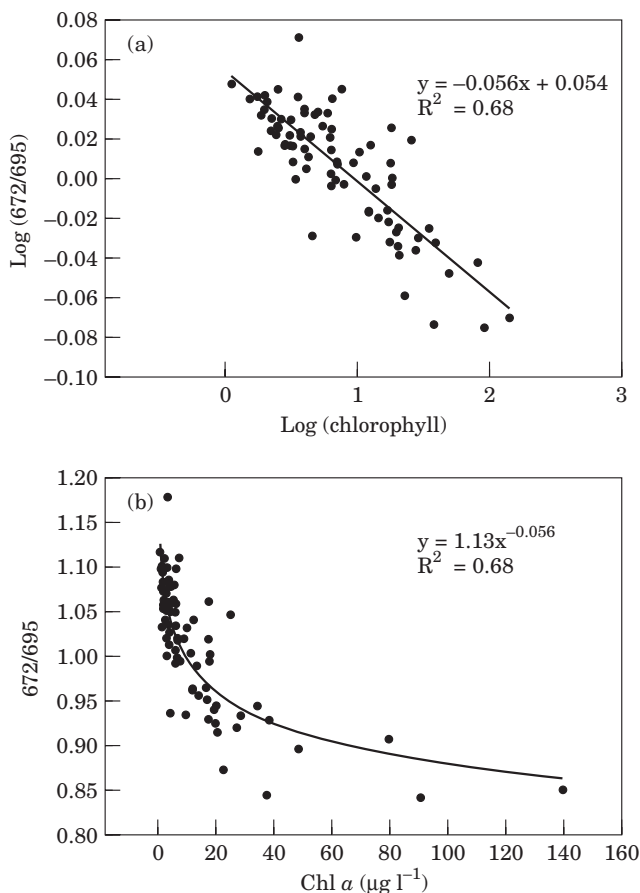 (a)
y = –0.056x + 0.054
R² = 0.68
0.08
0.06
0.04
0.02
0.00
–0.02
–0.04
–0.06
–0.08
–0.10
Log (672/695)
0 1 2 3
Log (chlorophyll)
(b)
y = 1.13x^–0.056
R² = 0.68
1.20
1.15
1.10
1.05
1.00
0.95
0.90
0.85
0.80
672/695
0 20 40 60 80 100 120 140 160
Chl a (µg l⁻¹)